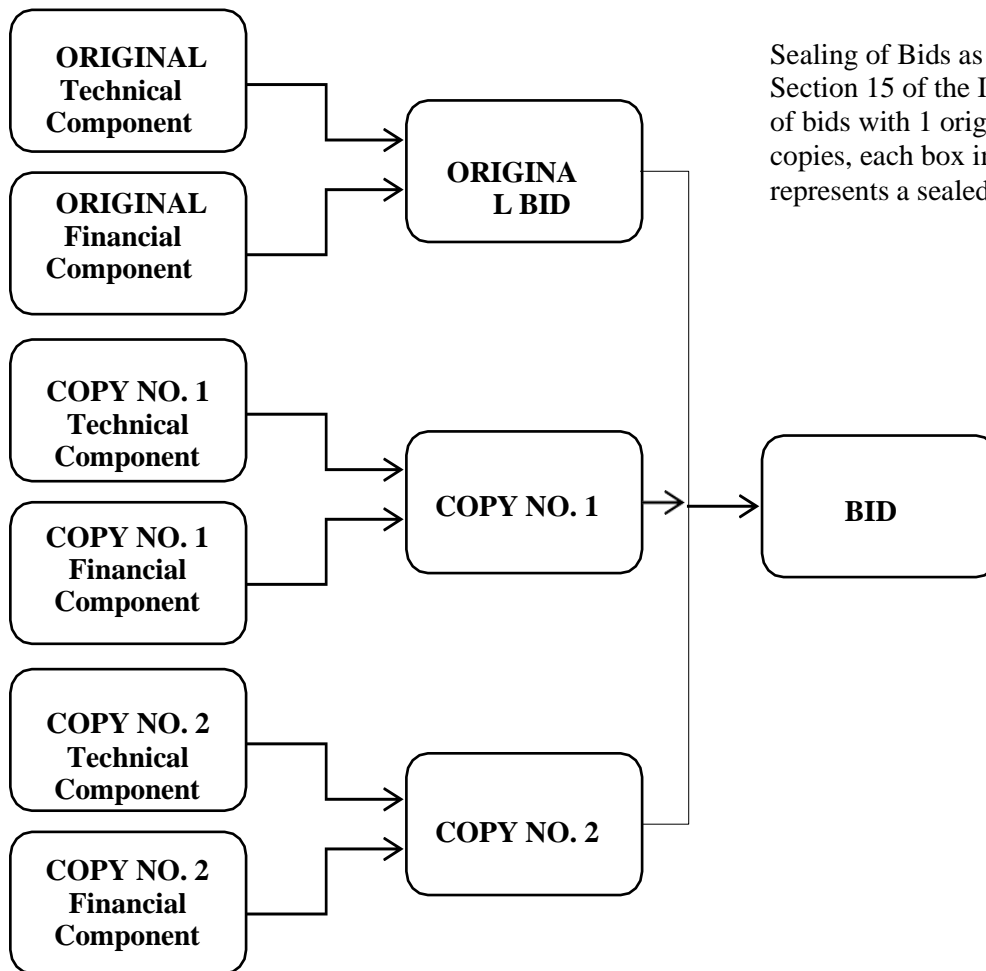 ORIGINAL
Technical
Component
ORIGINAL
Financial
Component
ORIGINA
L BID
Sealing of Bids as
Section 15 of the
of bids with 1
copies, each box
represents a sealed
COPY NO. 1
Technical
Component
COPY NO. 1
Financial
Component
COPY NO. 1
BID
COPY NO. 2
Technical
Component
COPY NO. 2
Financial
Component
COPY NO. 2